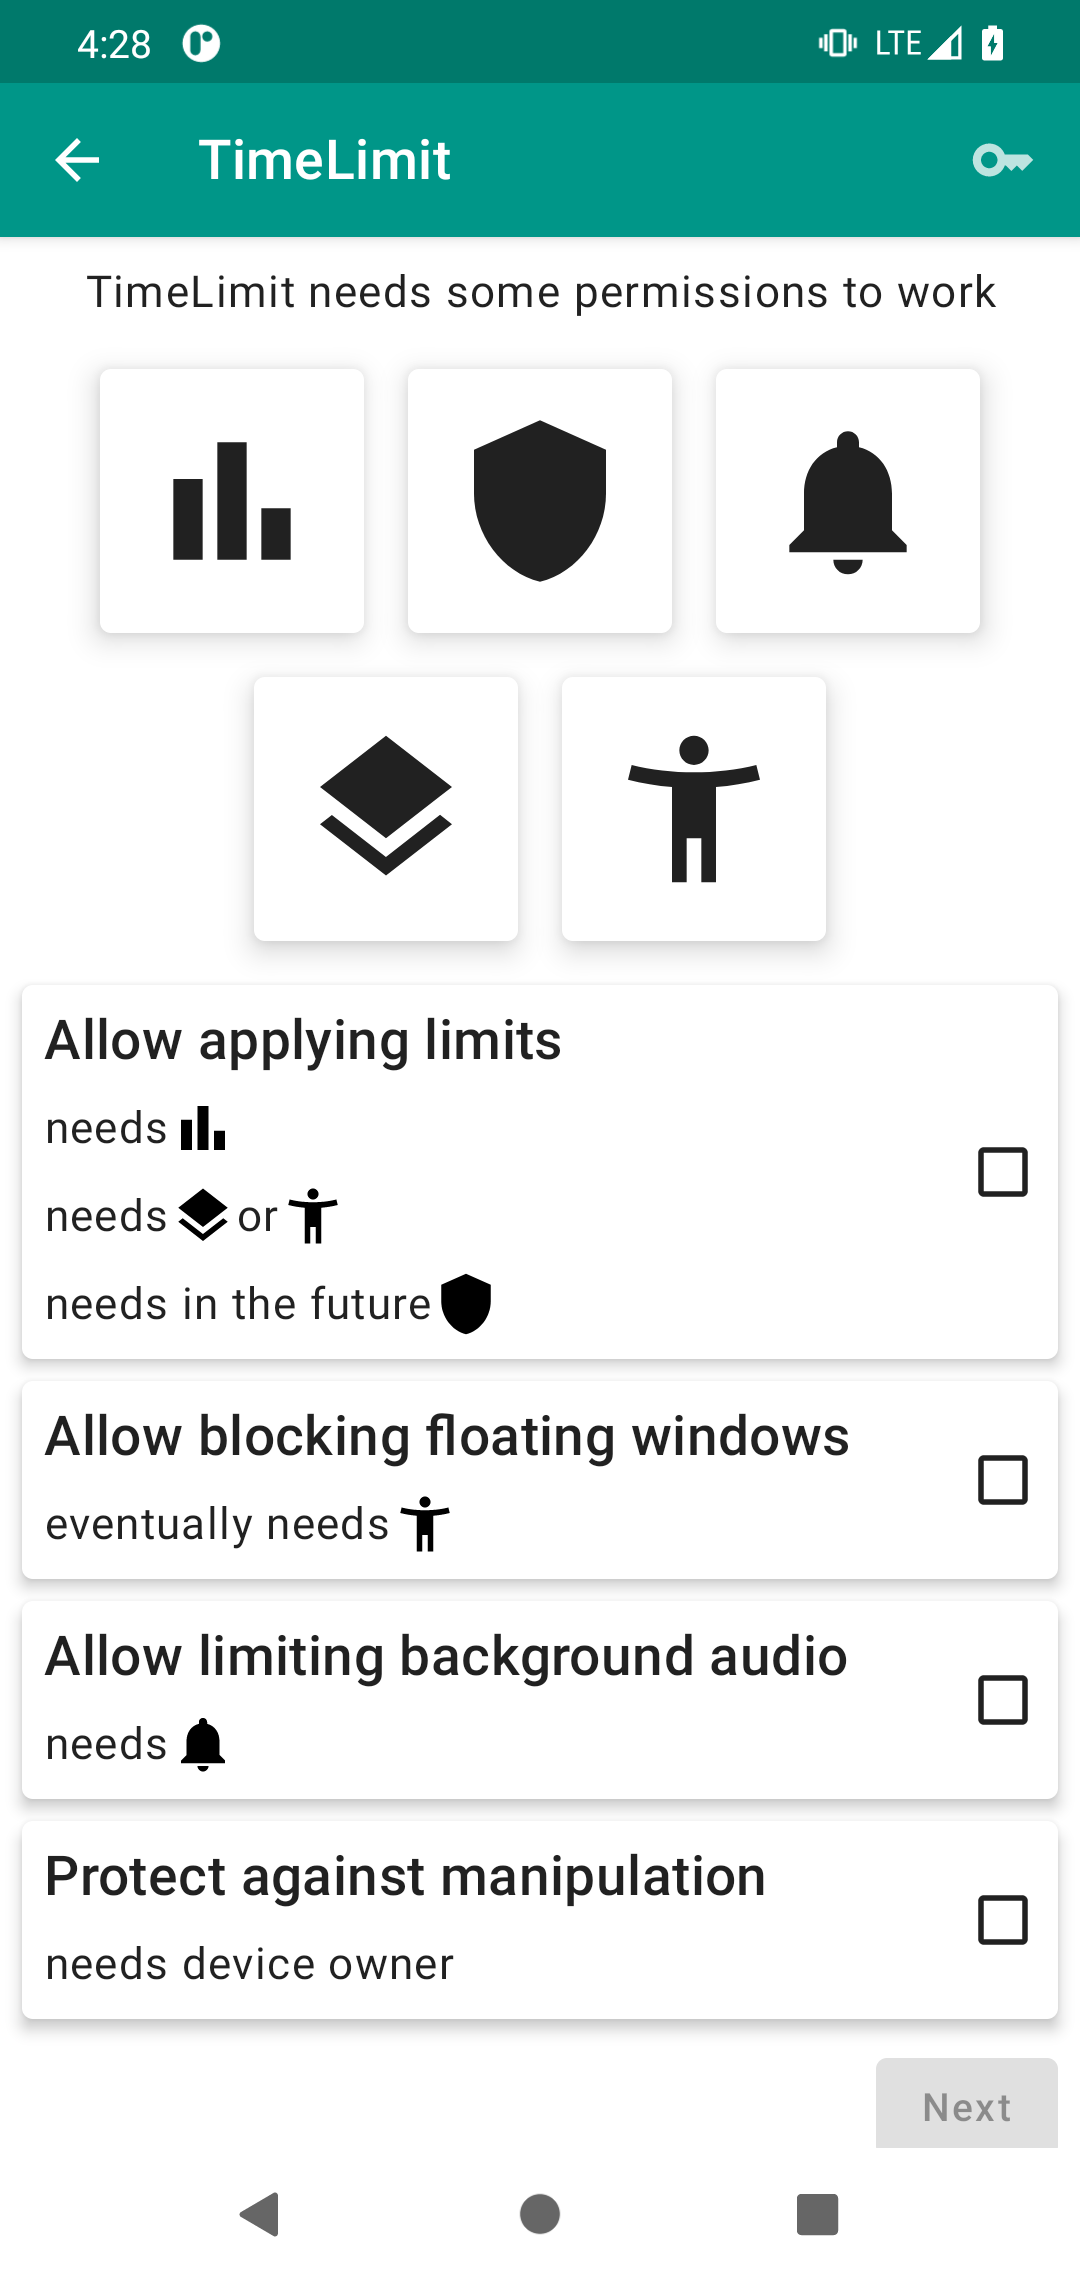 4:28
LTE
TimeLimit
TimeLimit needs some permissions to work
Allow applying limits
needs
needs or
needs in the future
Allow blocking floating windows
eventually needs
Allow limiting background audio
needs
Protect against manipulation
needs device owner
Next